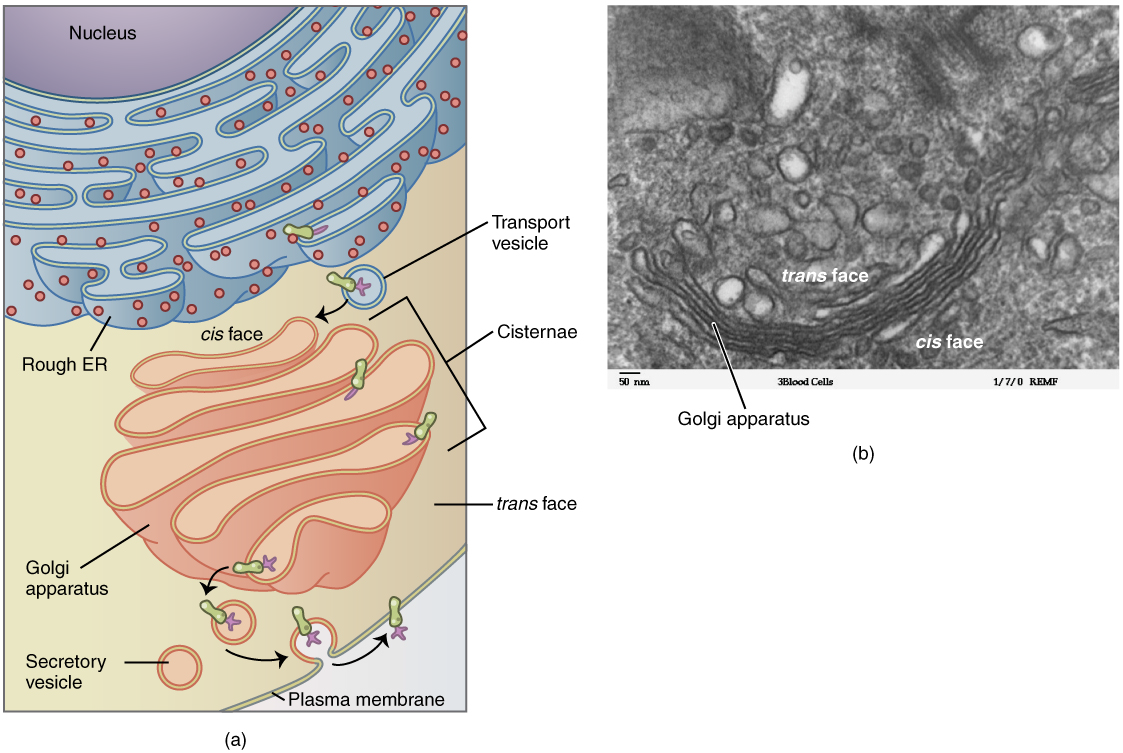 Nucleus
Transport
vesicle
cis face
Cisternae
Rough ER
trans face
Golgi
apparatus
Secretory
vesicle
Plasma membrane
(a)
trans face
cis face
50 nm 3Blood Cells 1/7/0 REMF
Golgi apparatus
(b)